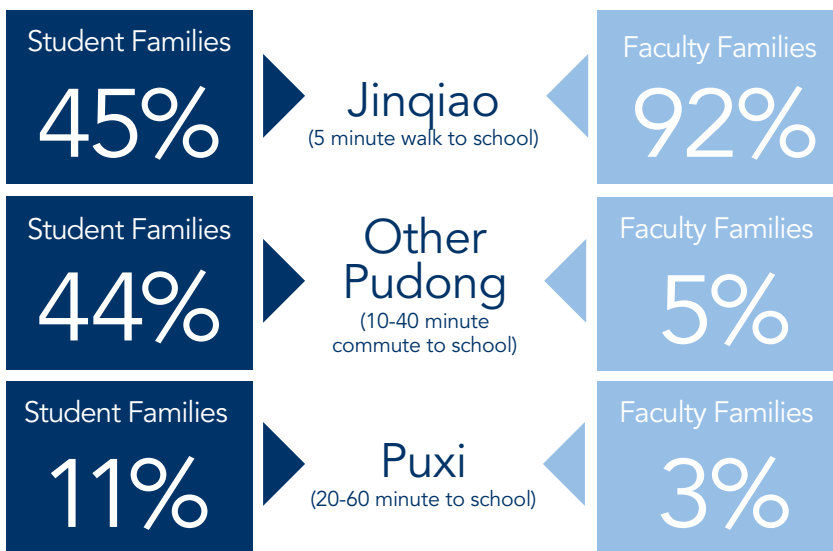 Student Families
45%
Jinqiao
(5 minute walk to school)
Faculty Families
92%
Student Families
44%
Other
Pudong
(10-40 minute
commute to school)
Faculty Families
5%
Student Families
11%
Puxi
(20-60 minute to school)
Faculty Families
3%